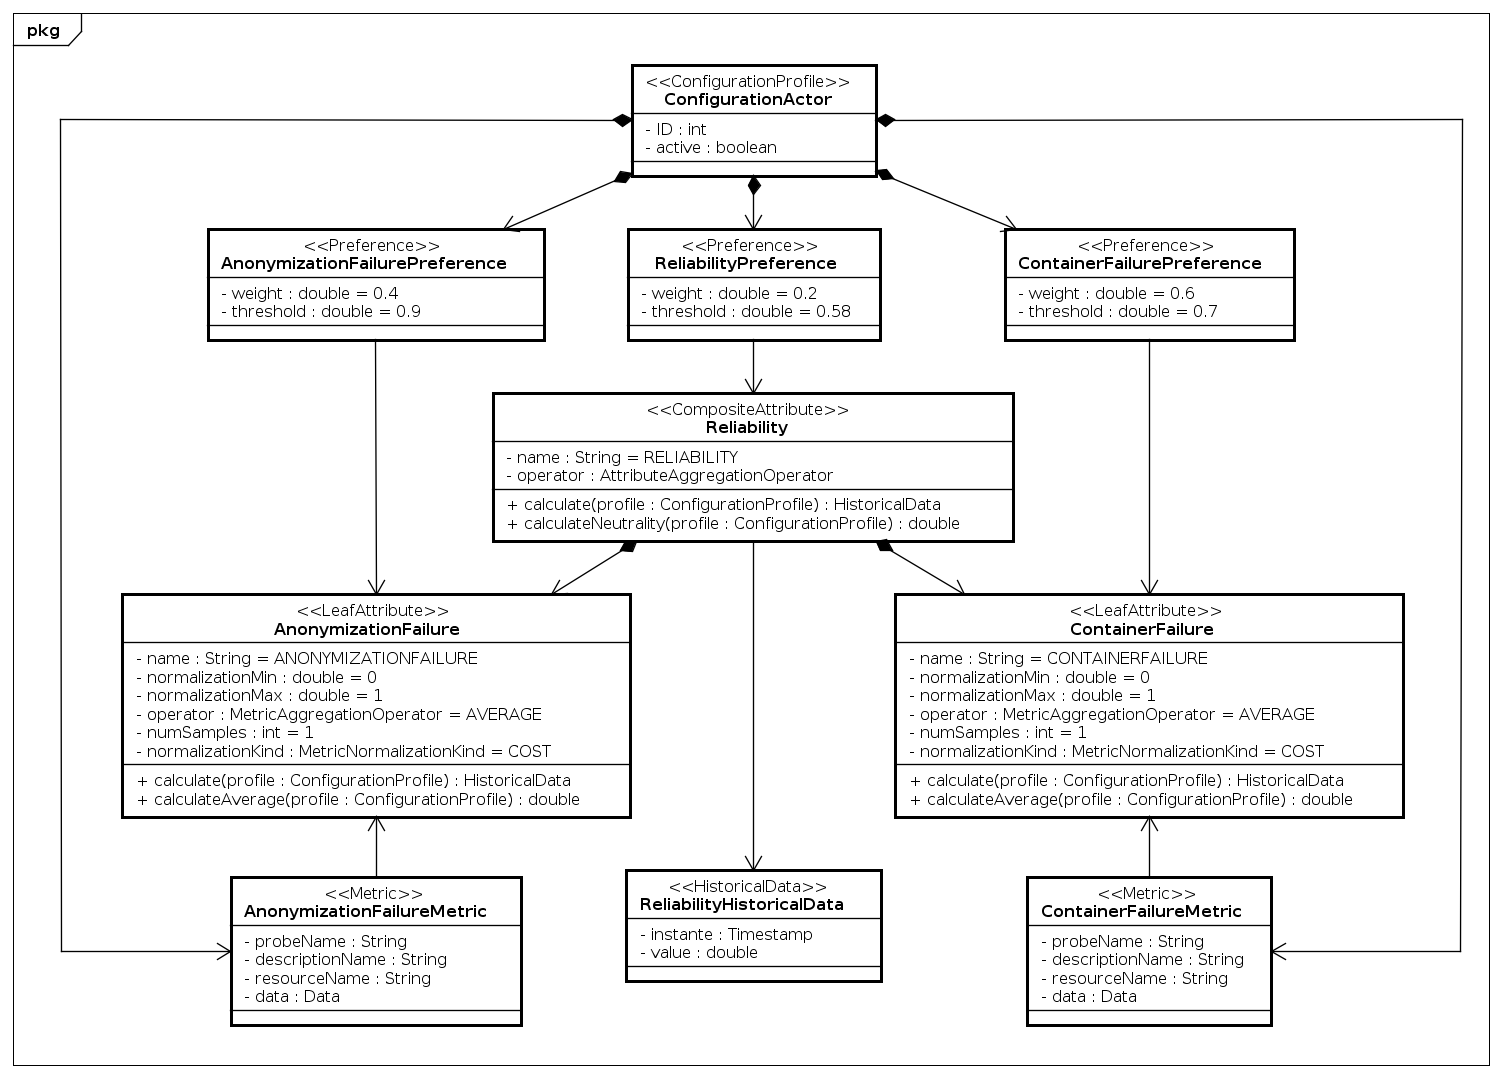 pkg
<<ConfigurationProfile>>
ConfigurationActor
- ID : int
- active : boolean
<<Preference>>
AnonymizationFailurePreference
- weight : double = 0.4
- threshold : double = 0.9
<<Preference>>
ReliabilityPreference
- weight : double = 0.2
- threshold : double = 0.58
<<Preference>>
ContainerFailurePreference
- weight : double = 0.6
- threshold : double = 0.7
<<CompositeAttribute>>
Reliability
- name : String = RELIABILITY
- operator : AttributeAggregationOperator
+ calculate(profile : ConfigurationProfile) : HistoricalData
+ calculateNeutrality(profile : ConfigurationProfile) : double
<<LeafAttribute>>
AnonymizationFailure
- name : String = ANONYMIZATIONFAILURE
- normalizationMin : double = 0
- normalizationMax : double = 1
- operator : MetricAggregationOperator = AVERAGE
- numSamples : int = 1
- normalizationKind : MetricNormalizationKind = COST
+ calculate(profile : ConfigurationProfile) : HistoricalData
+ calculateAverage(profile : ConfigurationProfile) : double
<<LeafAttribute>>
ContainerFailure
- name : String = CONTAINERFAILURE
- normalizationMin : double = 0
- normalizationMax : double = 1
- operator : MetricAggregationOperator = AVERAGE
- numSamples : int = 1
- normalizationKind : MetricNormalizationKind = COST
+ calculate(profile : ConfigurationProfile) : HistoricalData
+ calculateAverage(profile : ConfigurationProfile) : double
<<Metric>>
AnonymizationFailureMetric
- probeName : String
- descriptionName : String
- resourceName : String
- data : Data
<<HistoricalData>>
ReliabilityHistoricalData
- instante : Timestamp
- value : double
<<Metric>>
ContainerFailureMetric
- probeName : String
- descriptionName : String
- resourceName : String
- data : Data